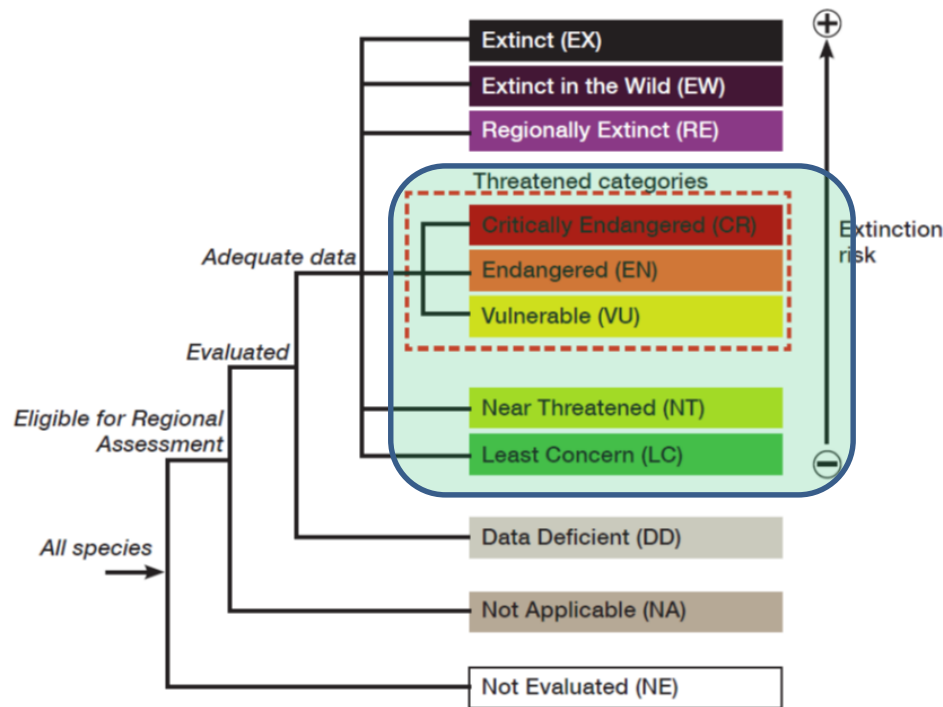 Extinct (EX)
Extinct in the Wild (EW)
Regionally Extinct (RE)
Threatened categories
Critically Endangered (CR)
Extinction
risk
Adequate data
Endangered (EN)
Vulnerable (VU)
Evaluated
Near Threatened (NT)
Eligible for Regional
Assessment
Least Concern (LC)
Data Deficient (DD)
All species
Not Applicable (NA)
Not Evaluated (NE)